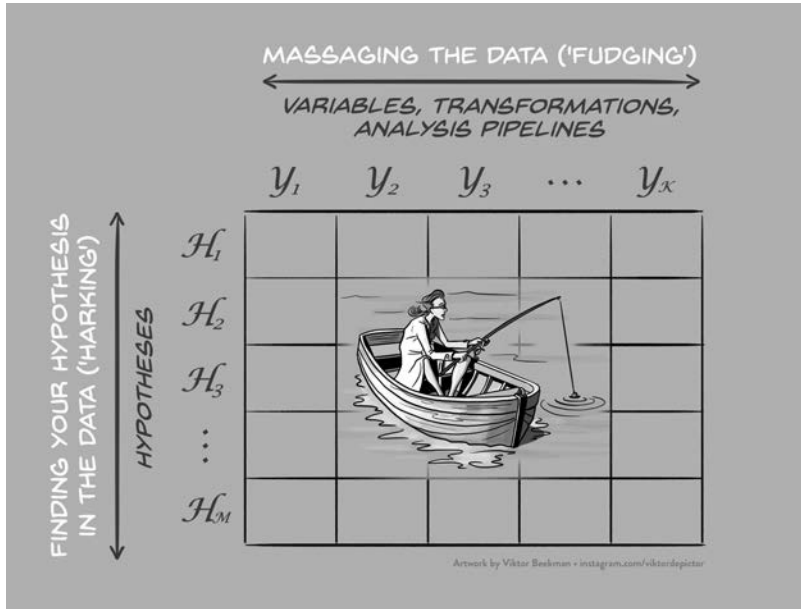 MASSAGING THE DATA ('FUDGING')
VARIABLES, TRANSFORMATIONS,
ANALYSIS PIPELINES
Y₁ Y₂ Y₃ ... Y𝒦
FINDING YOUR HYPOTHESIS
IN THE DATA ('HARKING')
HYPOTHESES
H₁
H₂
H₃
...
H𝑀
Artwork by Viktor Beekman • instagram.com/viktordepictor